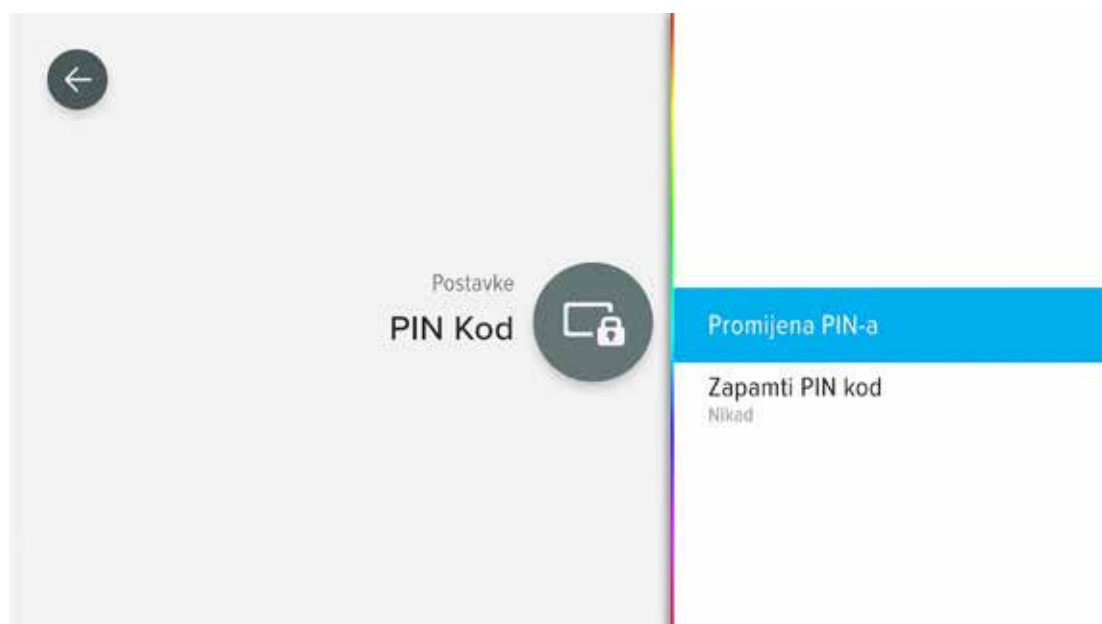 Postavke
PIN Kod
Promijena PIN-a
Zapamti PIN kod
Nikad